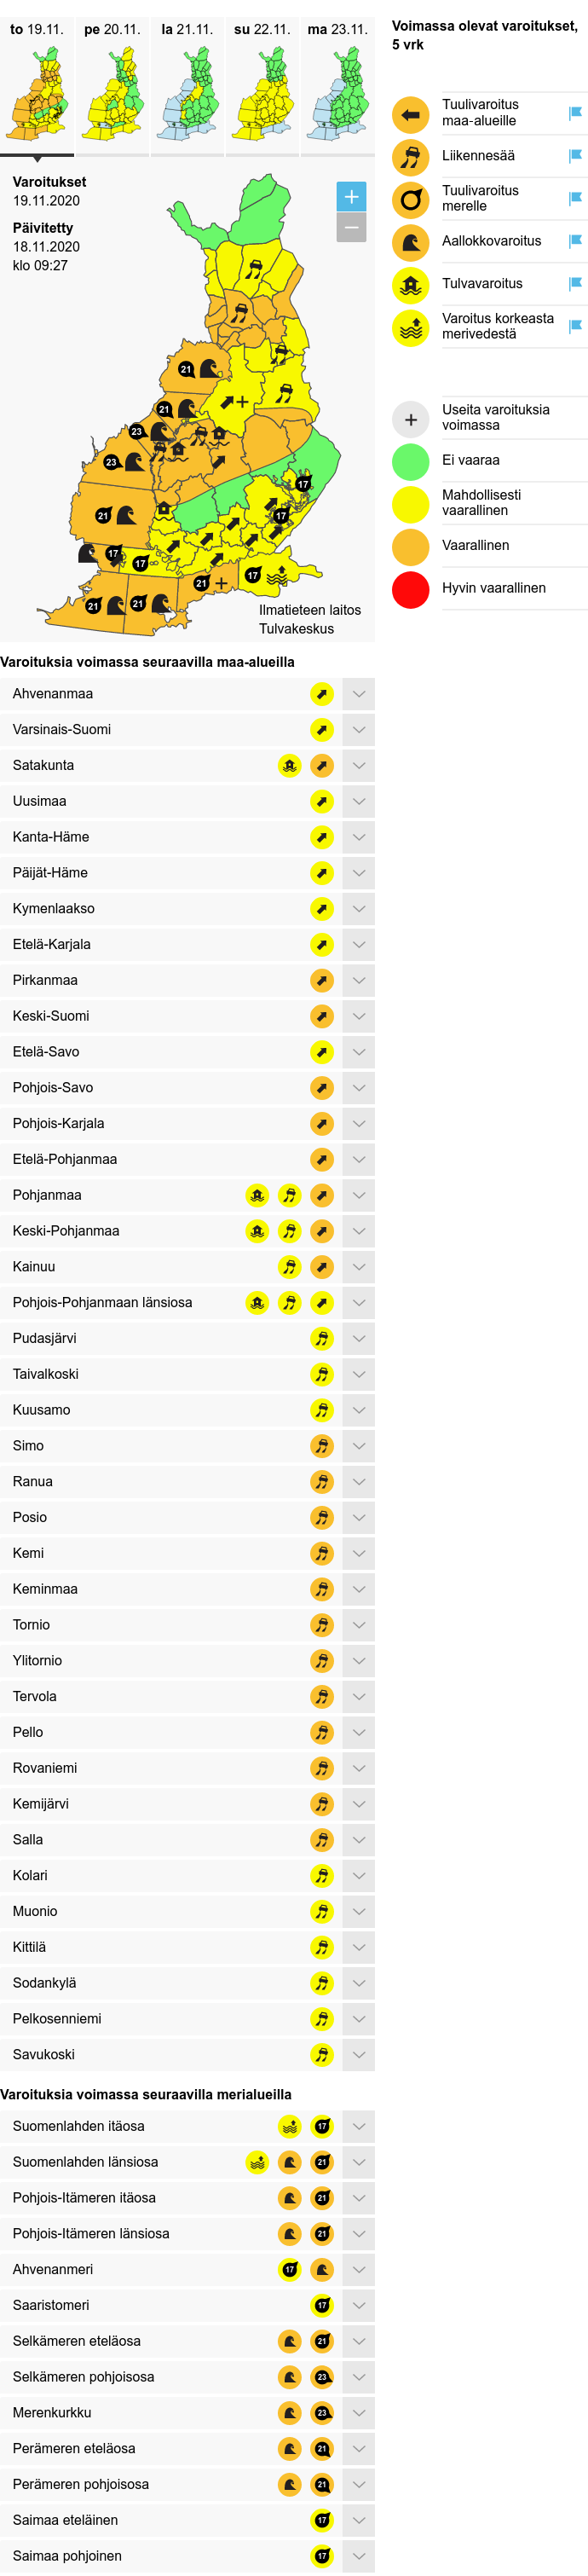 to 19.11.
pe 20.11.
la 21.11.
su 22.11.
ma 23.11.
Varoitukset
19.11.2020
Päivitetty
18.11.2020
klo 09:27
+
−
21
21
+
23
23
17
21
17
17
17
21
+
17
21
21
Ilmatieteen laitos
Tulvakeskus
Voimassa olevat varoitukset,
5 vrk
Tuulivaroitus
maa-alueille
Liikennesää
Tuulivaroitus
merelle
Aallokkovaroitus
Tulvavaroitus
Varoitus korkeasta
merivedestä
+
Useita varoituksia
voimassa
Ei vaaraa
Mahdollisesti
vaarallinen
Vaarallinen
Hyvin vaarallinen
Varoituksia voimassa seuraavilla maa-alueilla
Ahvenanmaa
Varsinais-Suomi
Satakunta
Uusimaa
Kanta-Häme
Päijät-Häme
Kymenlaakso
Etelä-Karjala
Pirkanmaa
Keski-Suomi
Etelä-Savo
Pohjois-Savo
Pohjois-Karjala
Etelä-Pohjanmaa
Pohjanmaa
Keski-Pohjanmaa
Kainuu
Pohjois-Pohjanmaan länsiosa
Pudasjärvi
Taivalkoski
Kuusamo
Simo
Ranua
Posio
Kemi
Keminmaa
Tornio
Ylitornio
Tervola
Pello
Rovaniemi
Kemijärvi
Salla
Kolari
Muonio
Kittilä
Sodankylä
Pelkosenniemi
Savukoski
Varoituksia voimassa seuraavilla merialueilla
Suomenlahden itäosa 17
Suomenlahden länsiosa 21
Pohjois-Itämeren itäosa 21
Pohjois-Itämeren länsiosa 21
Ahvenanmeri 17
Saaristomeri 17
Selkämeren eteläosa 21
Selkämeren pohjoisosa 23
Merenkurkku 23
Perämeren eteläosa 21
Perämeren pohjoisosa 21
Saimaa eteläinen 17
Saimaa pohjoinen 17